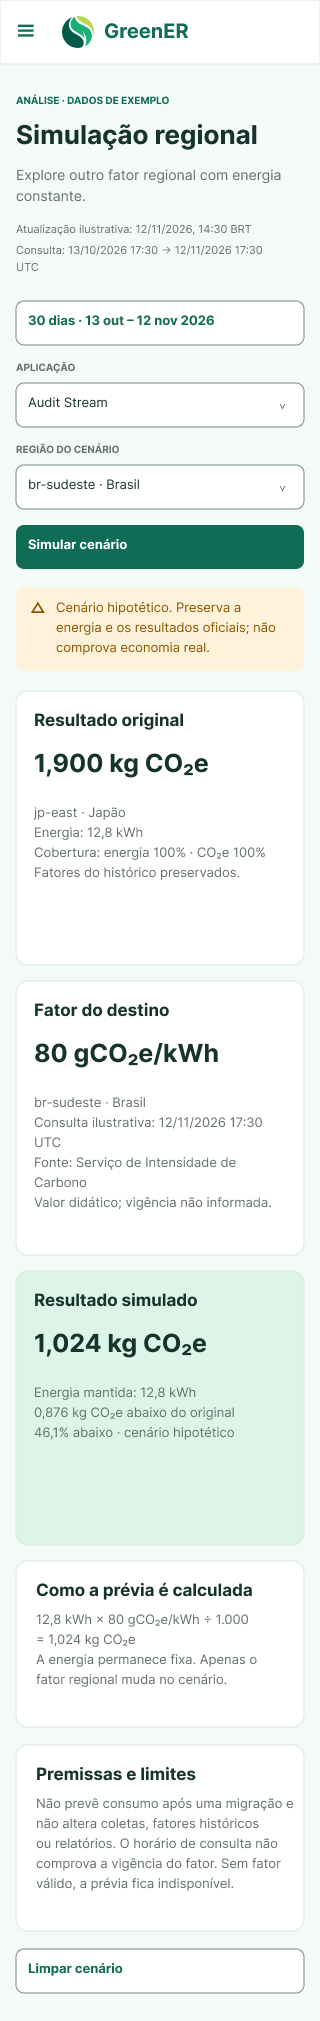 GreenER
ANÁLISE · DADOS DE EXEMPLO
Simulação regional
Explore outro fator regional com energia
constante.
Atualização ilustrativa: 12/11/2026, 14:30 BRT
Consulta: 13/10/2026 17:30 → 12/11/2026 17:30
UTC
30 dias · 13 out – 12 nov 2026
APLICAÇÃO
Audit Stream
REGIÃO DO CENÁRIO
br-sudeste · Brasil
Simular cenário
Cenário hipotético. Preserva a
energia e os resultados oficiais; não
comprova economia real.
Resultado original
1,900 kg CO₂e
jp-east · Japão
Energia: 12,8 kWh
Cobertura: energia 100% · CO₂e 100%
Fatores do histórico preservados.
Fator do destino
80 gCO₂e/kWh
br-sudeste · Brasil
Consulta ilustrativa: 12/11/2026 17:30
UTC
Fonte: Serviço de Intensidade de
Carbono
Valor didático; vigência não informada.
Resultado simulado
1,024 kg CO₂e
Energia mantida: 12,8 kWh
0,876 kg CO₂e abaixo do original
46,1% abaixo · cenário hipotético
Como a prévia é calculada
12,8 kWh × 80 gCO₂e/kWh ÷ 1.000
= 1,024 kg CO₂e
A energia permanece fixa. Apenas o
fator regional muda no cenário.
Premissas e limites
Não prevê consumo após uma migração e
não altera coletas, fatores históricos
ou relatórios. O horário de consulta não
comprova a vigência do fator. Sem fator
válido, a prévia fica indisponível.
Limpar cenário